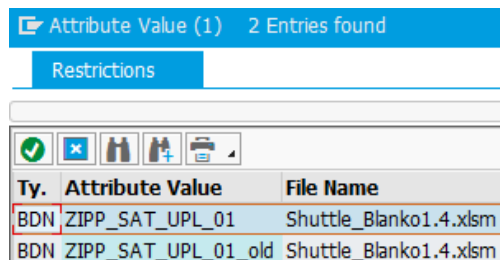 Attribute Value (1) 2 Entries found
Restrictions
Ty. Attribute Value File Name
BDN ZIPP_SAT_UPL_01 Shuttle_Blanko1.4.xlsm
BDN ZIPP_SAT_UPL_01_old Shuttle_Blanko1.4.xlsm